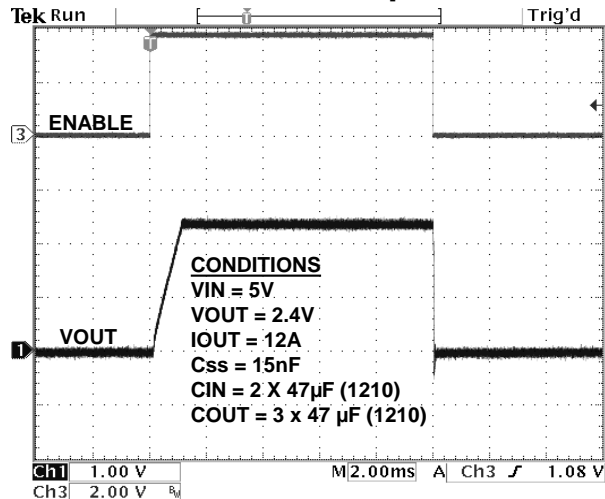 Tek Run
Trig'd
T
ENABLE
3
CONDITIONS
VIN = 5V
VOUT = 2.4V
VOUT
IOUT = 12A
1
Css = 15nF
CIN = 2 X 47µF (1210)
COUT = 3 x 47 µF (1210)
Ch1 1.00 V M 2.00ms A Ch3 1.08 V
Ch3 2.00 V BW